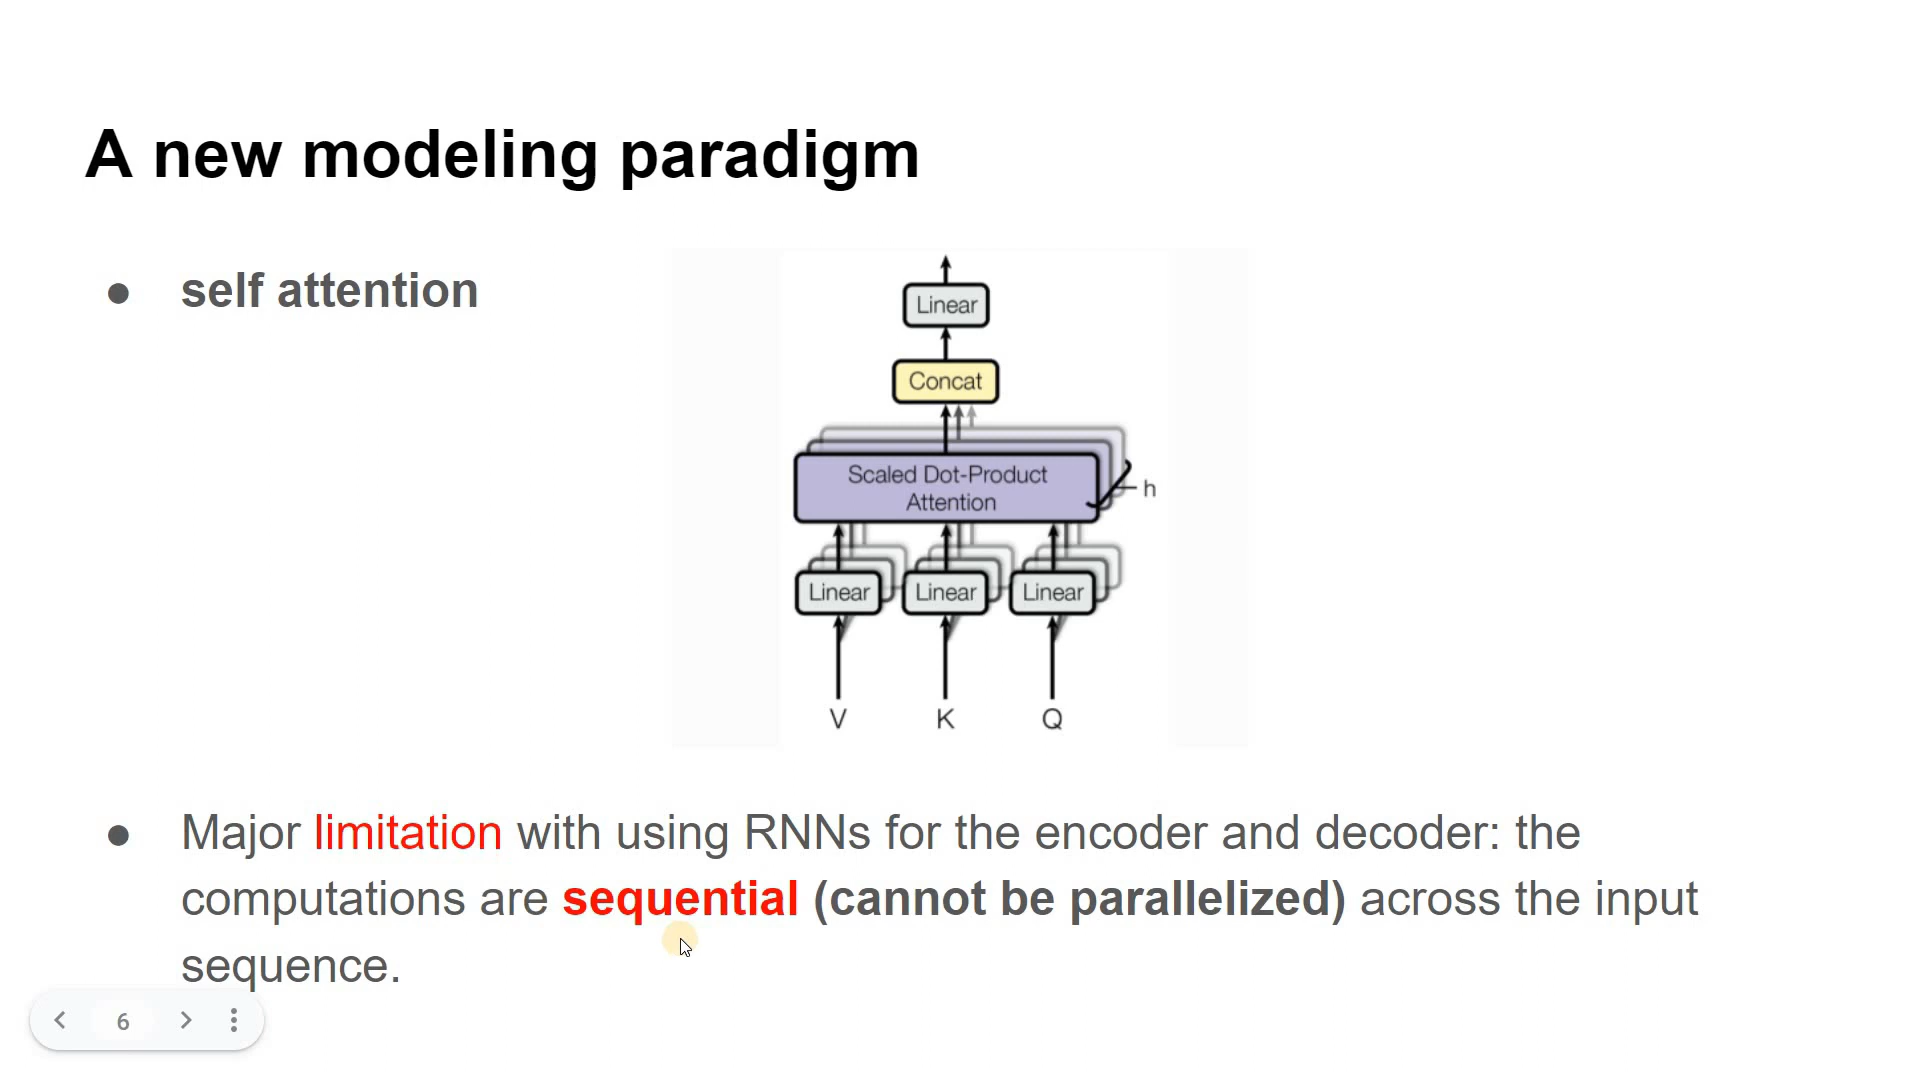 A new modeling paradigm
● self attention
Linear
Concat
Scaled Dot-Product
Attention
h
Linear Linear Linear
V K Q
● Major limitation with using RNNs for the encoder and decoder: the
computations are sequential (cannot be parallelized) across the input
sequence.
6